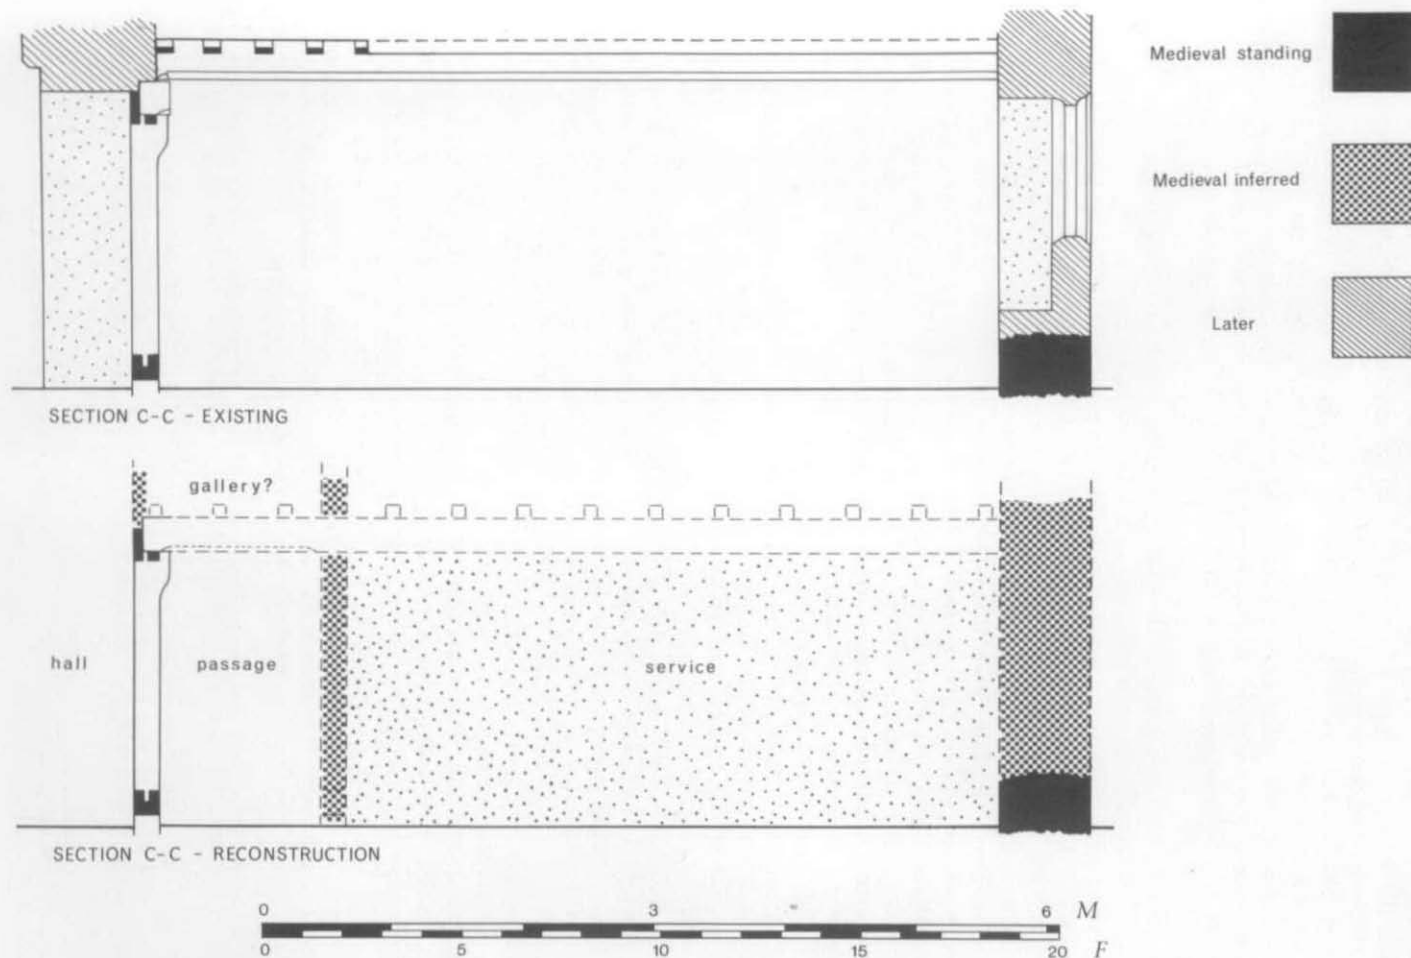 Medieval standing
Medieval inferred
Later
SECTION C-C - EXISTING
gallery?
hall
passage
service
SECTION C-C - RECONSTRUCTION
0 3 6 M
0 5 10 15 20 F